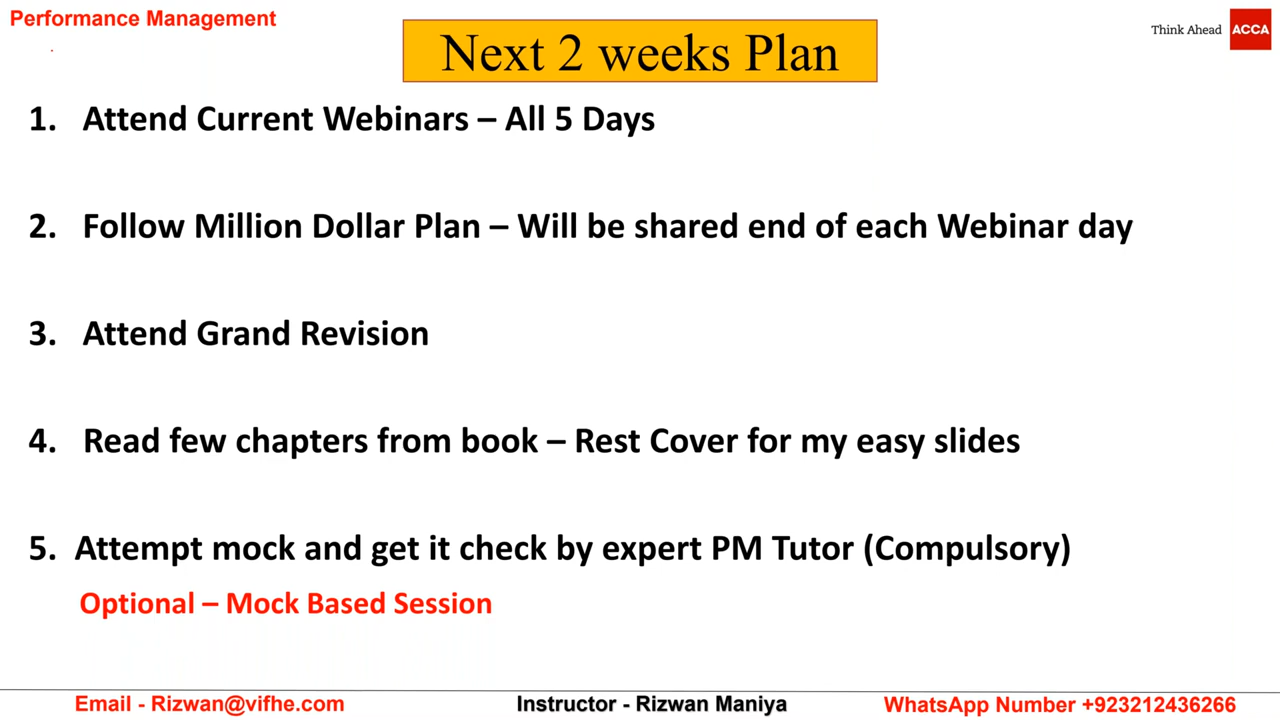 Performance Management
Think Ahead ACCA
Next 2 weeks Plan
1. Attend Current Webinars – All 5 Days
2. Follow Million Dollar Plan – Will be shared end of each Webinar day
3. Attend Grand Revision
4. Read few chapters from book – Rest Cover for my easy slides
5. Attempt mock and get it check by expert PM Tutor (Compulsory)
Optional – Mock Based Session
Email - Rizwan@vifhe.com Instructor - Rizwan Maniya WhatsApp Number +923212436266